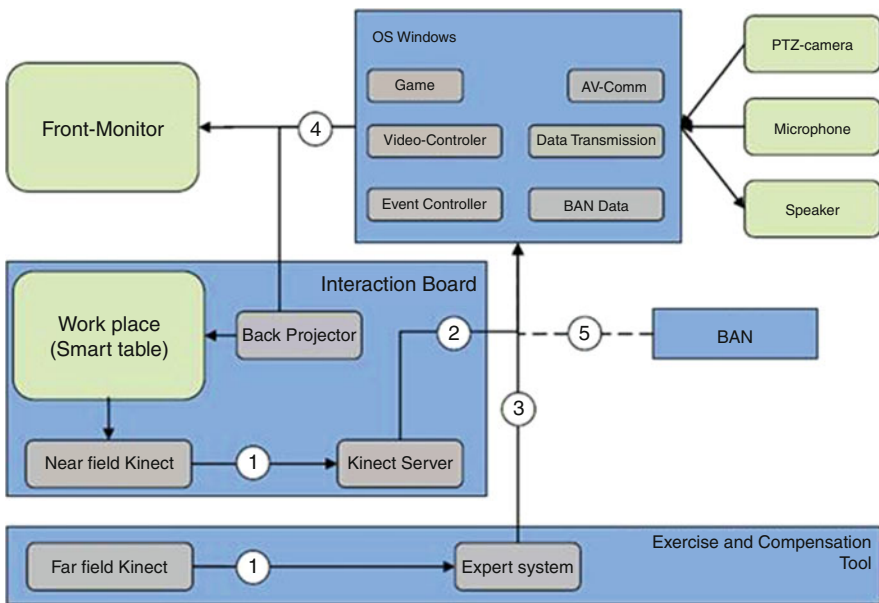 OS Windows
PTZ-camera
Game
AV-Comm
Front-Monitor
4
Video-Controler
Data Transmission
Microphone
Event Controller
BAN Data
Speaker
Interaction Board
Work place
(Smart table)
Back Projector
2
5
BAN
3
Near field Kinect
1
Kinect Server
Exercise and Compensation
Tool
Far field Kinect
1
Expert system